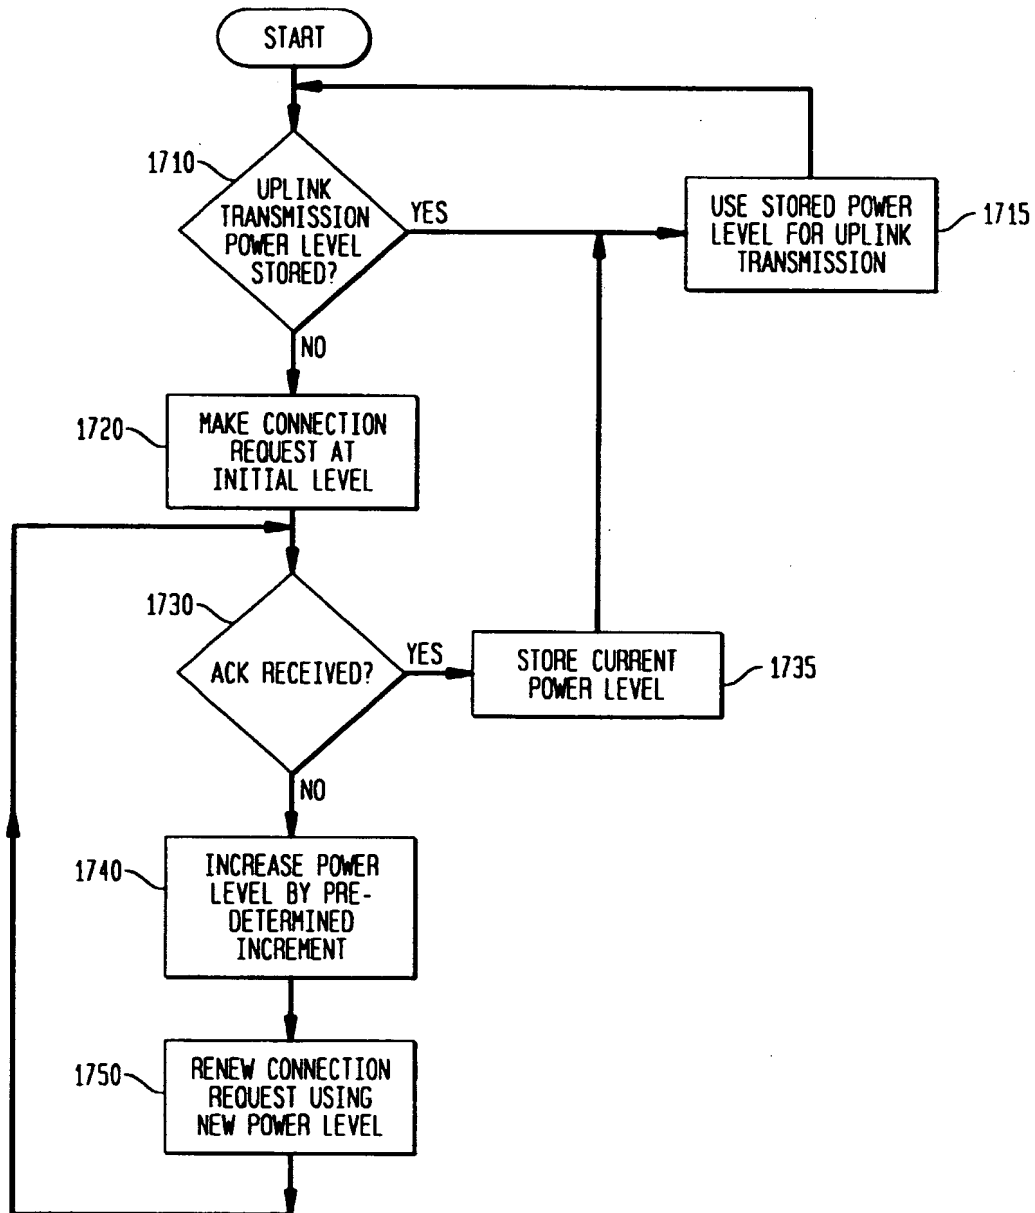 START
1710
UPLINK
TRANSMISSION
POWER LEVEL
STORED?
YES
USE STORED POWER
LEVEL FOR UPLINK
TRANSMISSION
1715
NO
1720
MAKE CONNECTION
REQUEST AT
INITIAL LEVEL
1730
ACK RECEIVED?
YES
STORE CURRENT
POWER LEVEL
1735
NO
1740
INCREASE POWER
LEVEL BY PRE-
DETERMINED
INCREMENT
1750
RENEW CONNECTION
REQUEST USING
NEW POWER LEVEL